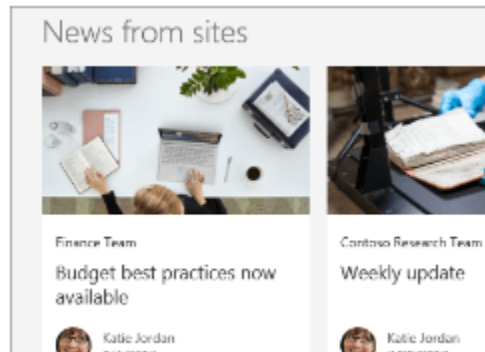 News from sites
Finance Team
Budget best practices now
available
Katie Jordan
Contoso Research Team
Weekly update
Katie Jordan